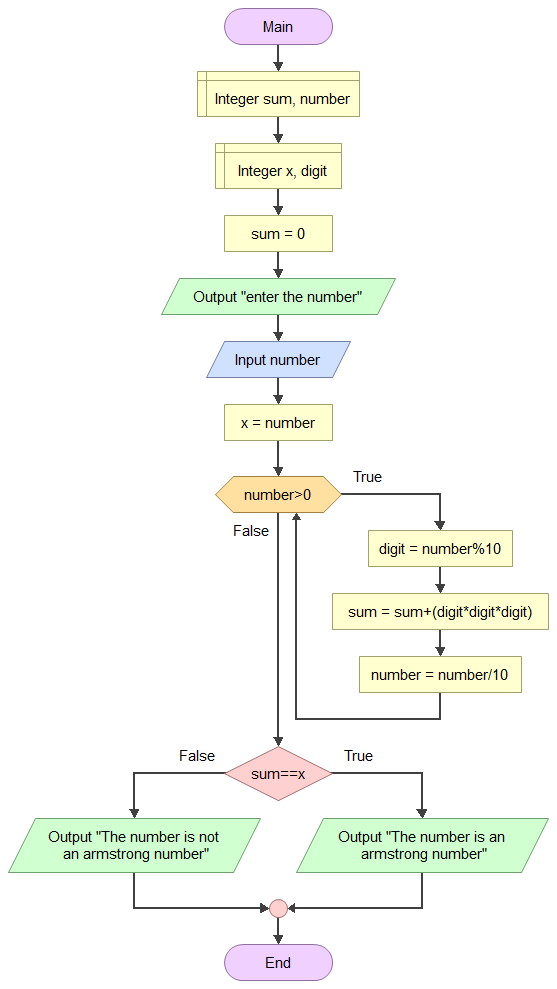 Main
Integer sum, number
Integer x, digit
sum = 0
Output "enter the number"
Input number
x = number
number>0
True
False
digit = number%10
sum = sum+(digit*digit*digit)
number = number/10
False
True
sum==x
Output "The number is not
an armstrong number"
Output "The number is an
armstrong number"
End